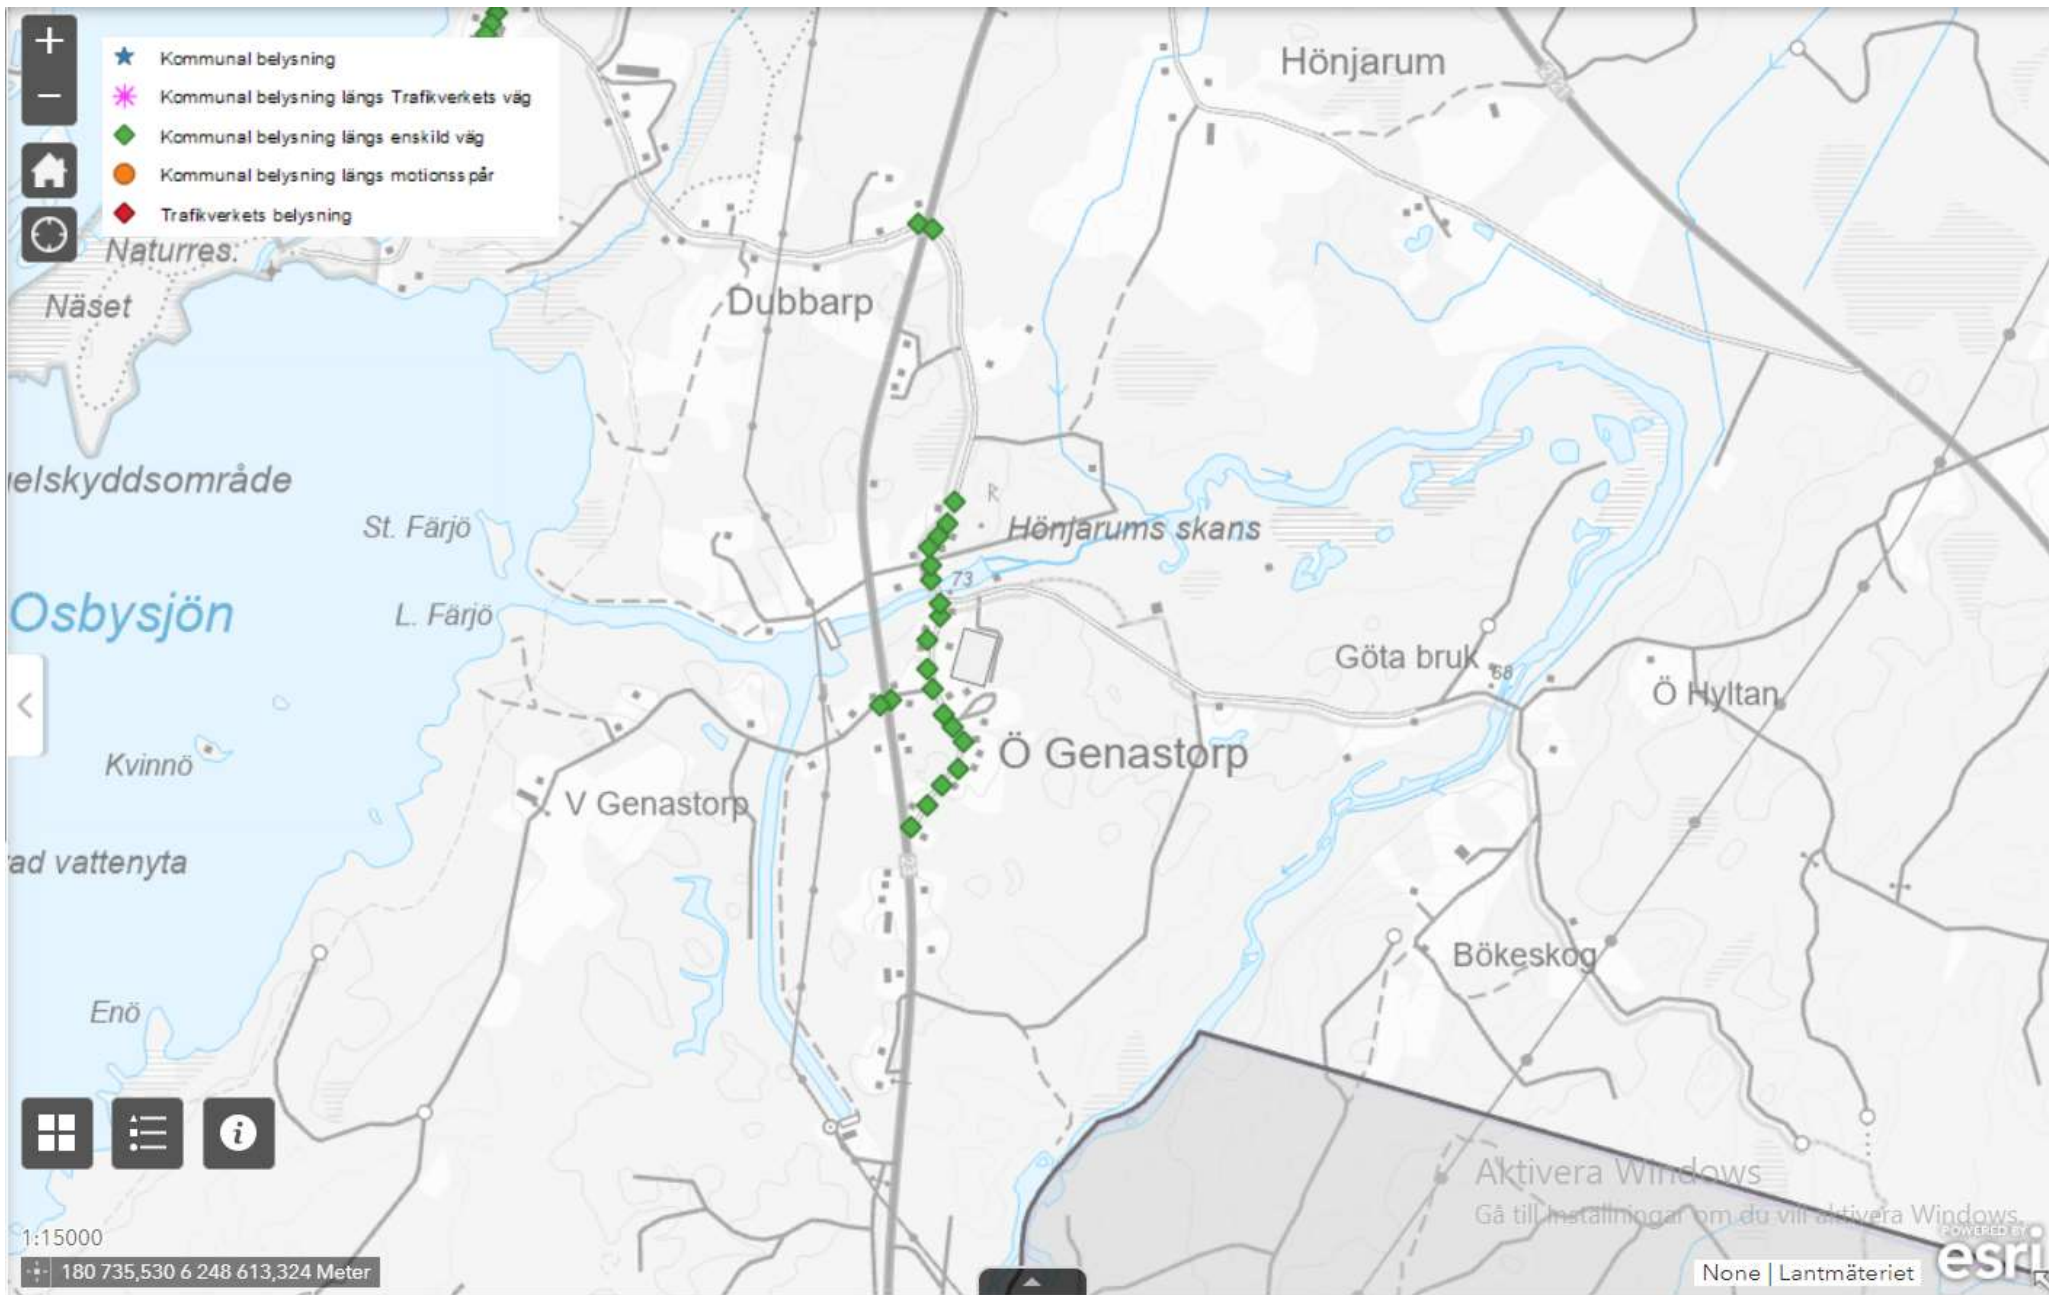 +
−
Kommunal belysning
Kommunal belysning längs Trafikverkets väg
Kommunal belysning längs enskild väg
Kommunal belysning längs motionsspår
Trafikverkets belysning
Hönjarum
Naturres.
Näset
Dubbarp
elskyddsområde
St. Färjö
R
Hönjarums skans
73
Osbysjön
L. Färjö
Göta bruk
68
Ö Hyltan
Kvinnö
Ö Genastorp
V Genastorp
ad vattenyta
23
Bökeskog
Enö
i
Aktivera Windows
Gå till Inställningar om du vill aktivera Windows.
1:15000
180 735,530 6 248 613,324 Meter
None | Lantmäteriet
POWERED BY
esri